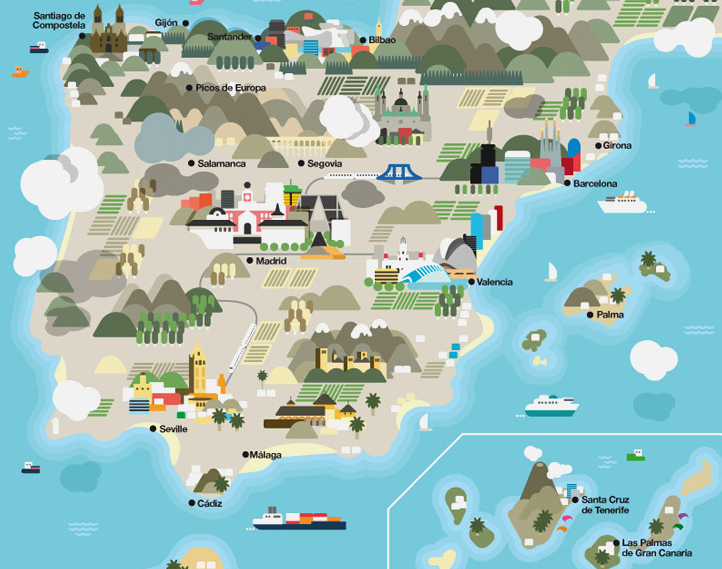 Santiago de
Compostela
Gijón
Santander
Bilbao
Picos de Europa
Girona
Salamanca
Segovia
Barcelona
Madrid
Valencia
Palma
Seville
Málaga
Cádiz
Santa Cruz
de Tenerife
Las Palmas
de Gran Canaria